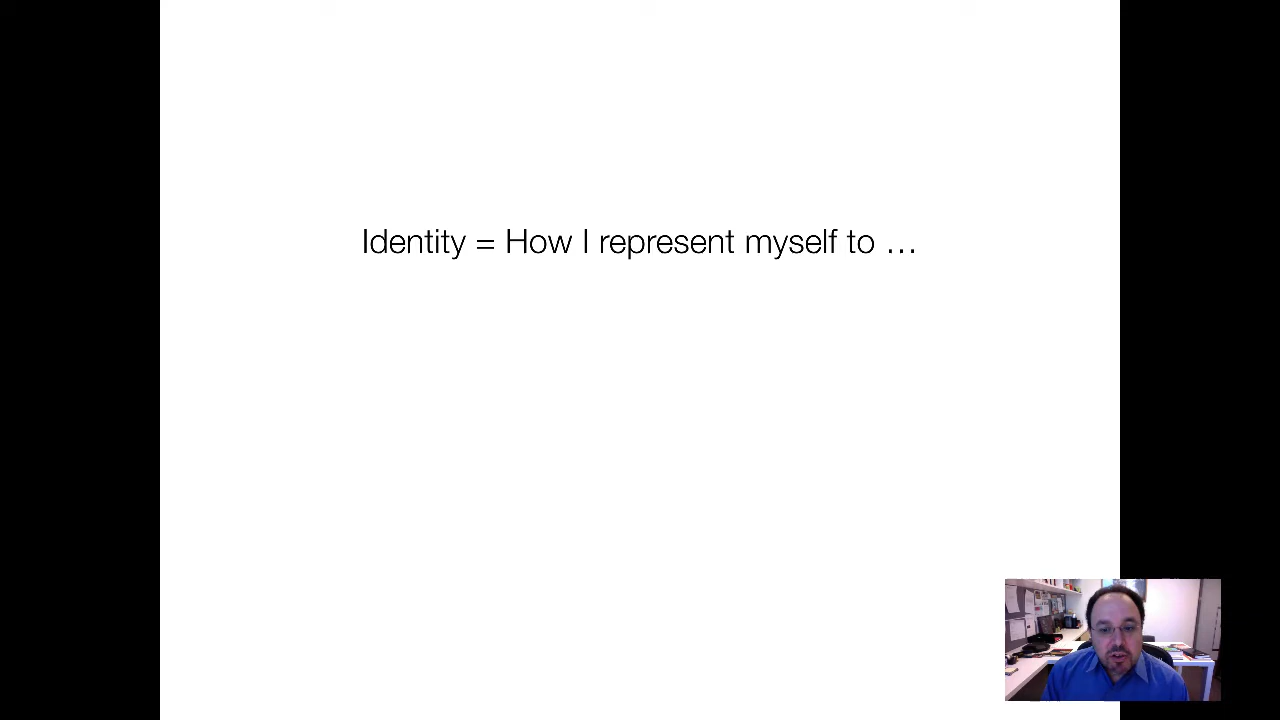 Identity = How I represent myself to …